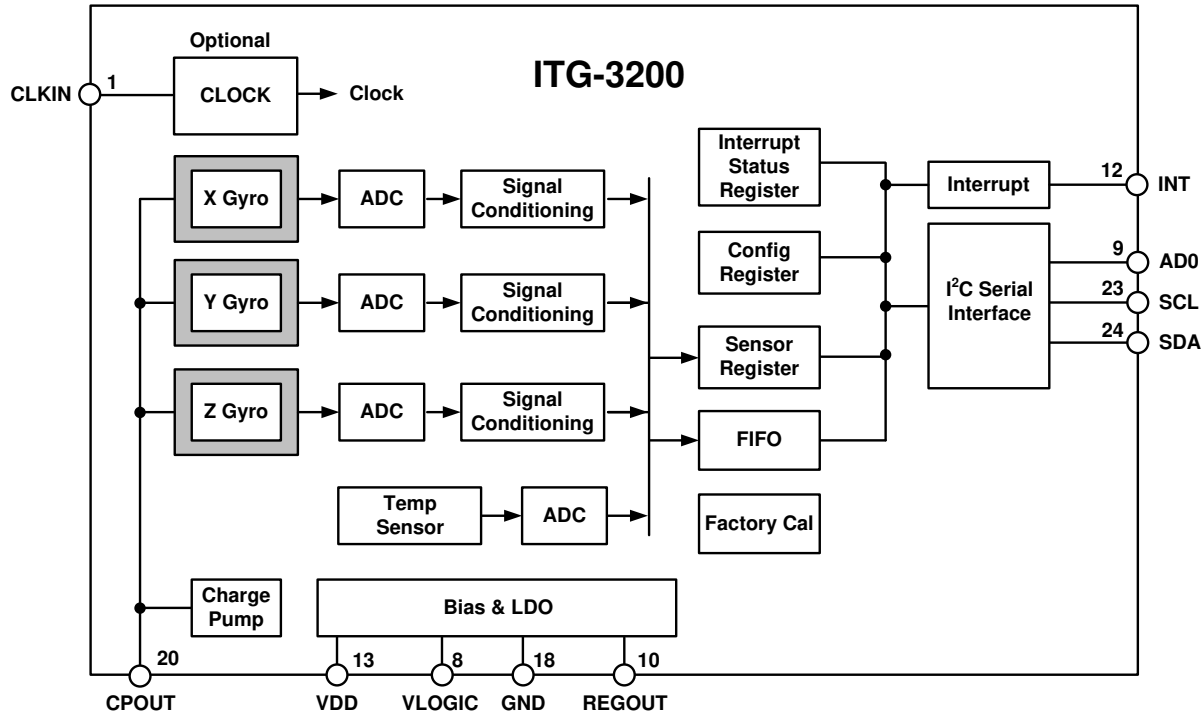 Optional
ITG-3200
CLKIN
1
CLOCK
Clock
Interrupt
Status
Register
X Gyro
ADC
Signal
Conditioning
Interrupt
12
INT
Config
Register
I²C Serial
Interface
9
AD0
23
SCL
24
SDA
Y Gyro
ADC
Signal
Conditioning
Sensor
Register
Z Gyro
ADC
Signal
Conditioning
FIFO
Temp
Sensor
ADC
Factory Cal
Charge
Pump
Bias & LDO
20
13
8
18
10
CPOUT
VDD
VLOGIC
GND
REGOUT